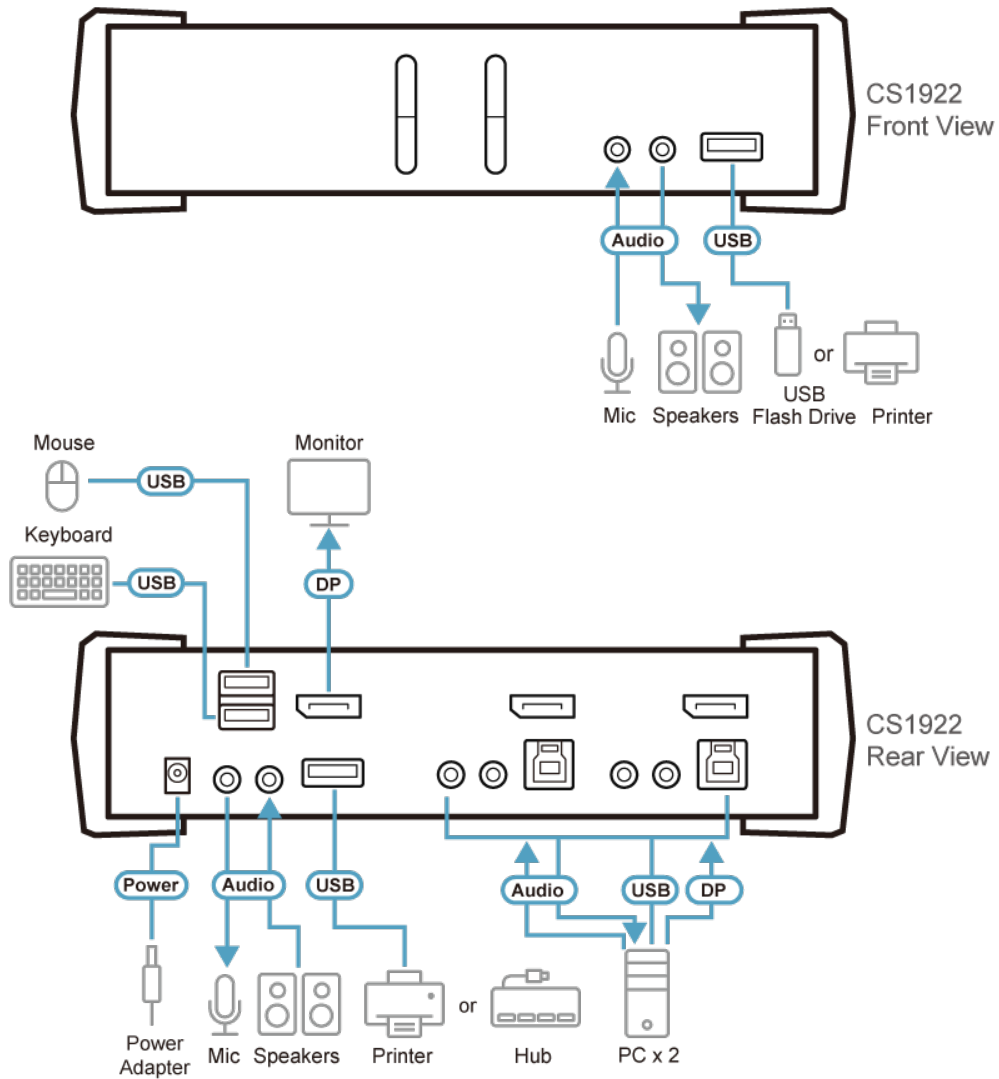 CS1922
Front View
Audio
USB
or
Mic
Speakers
USB
Flash Drive
Printer
Mouse
Monitor
USB
Keyboard
USB
DP
CS1922
Rear View
Power
Audio
USB
Audio
USB
DP
or
Power
Adapter
Mic
Speakers
Printer
Hub
PC x 2